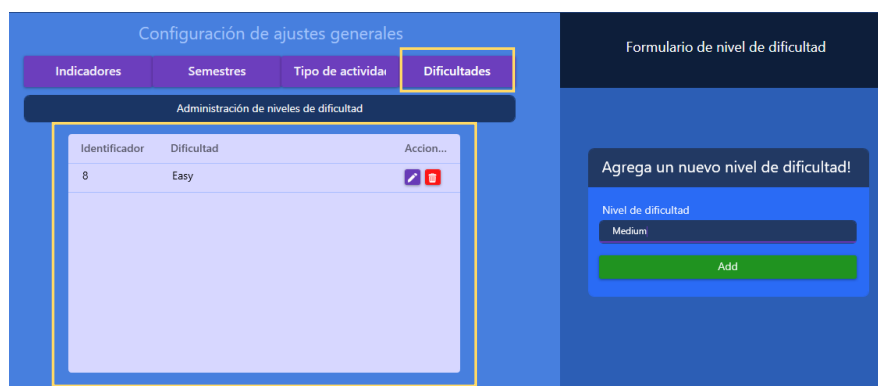 Configuración de ajustes generales
Indicadores Semestres Tipo de activida Dificultades
Administración de niveles de dificultad
Identificador Dificultad Accion...
8 Easy
Formulario de nivel de dificultad
Agrega un nuevo nivel de dificultad!
Nivel de dificultad
Medium
Add